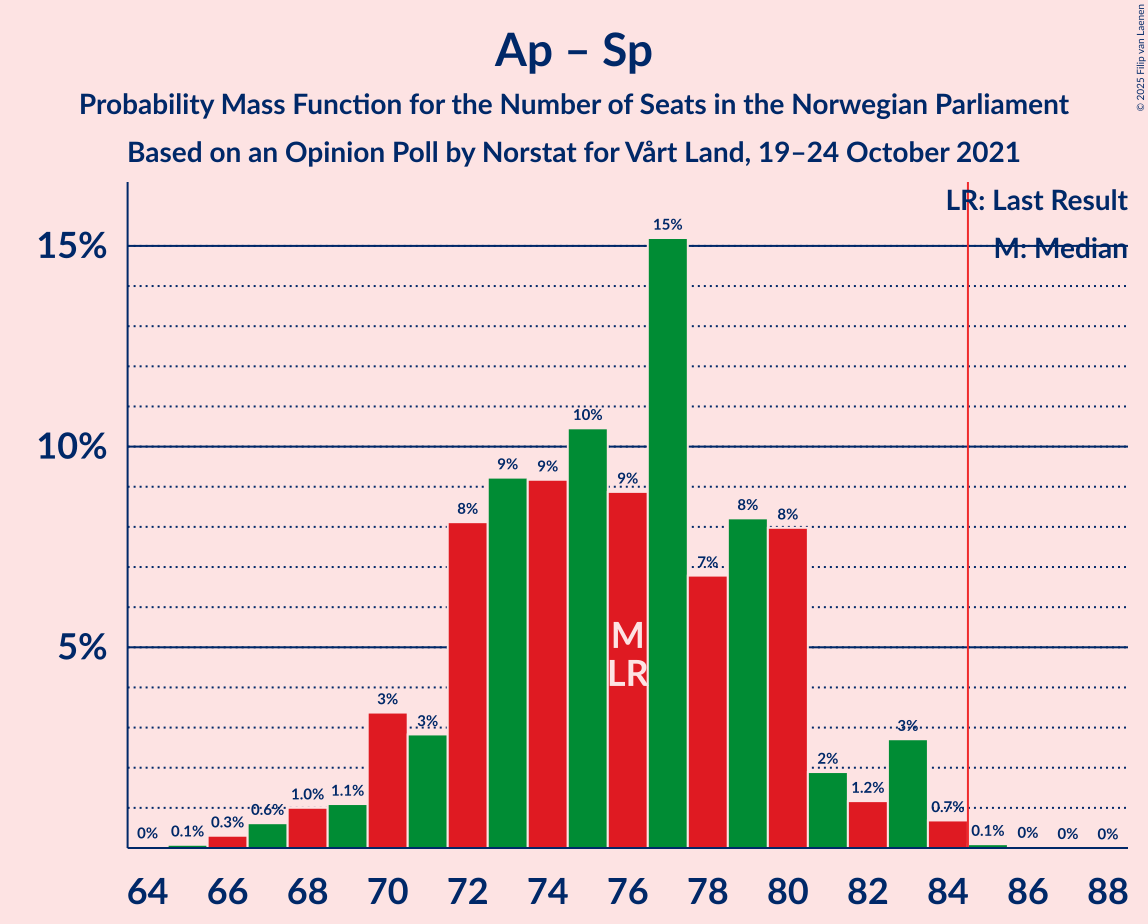 Ap – Sp
Probability Mass Function for the Number of Seats in the Norwegian Parliament
Based on an Opinion Poll by Norstat for Vårt Land, 19–24 October 2021
© 2025 Filip van Laenen
LR: Last Result
M: Median
15%
10%
5%
0% 0.1% 0.3% 0.6% 1.0% 1.1% 3% 3% 8% 9% 9% 10% 9% 15% 7% 8% 8% 2% 1.2% 3% 0.7% 0.1% 0% 0% 0%
M
LR
64 66 68 70 72 74 76 78 80 82 84 86 88